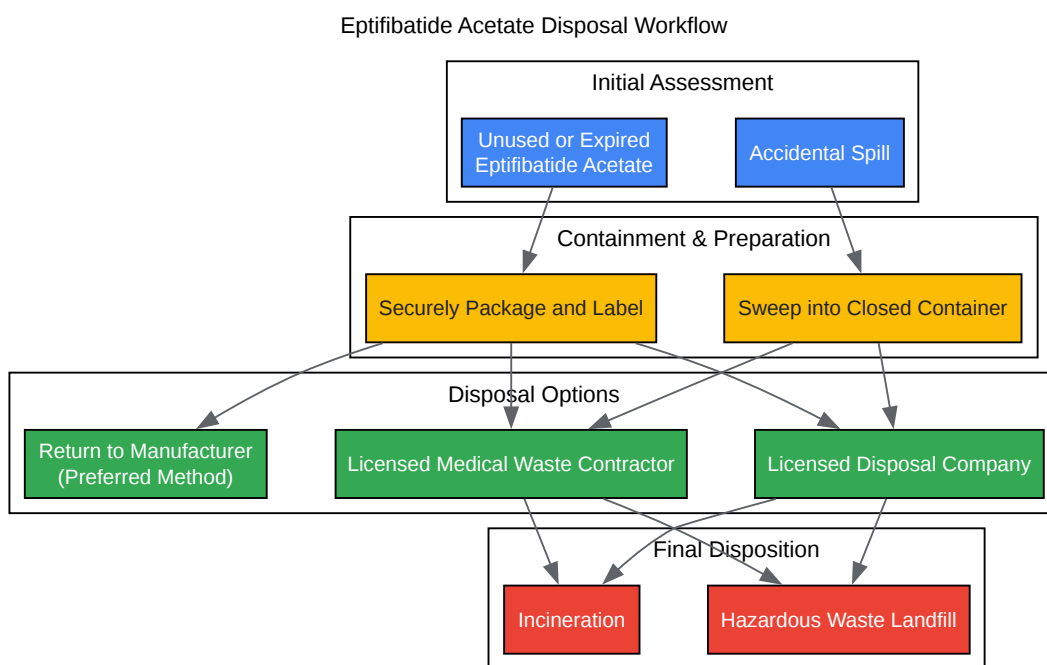 Eptifibatide Acetate Disposal Workflow
Initial Assessment
Unused or Expired
Eptifibatide Acetate
Accidental Spill
Containment & Preparation
Securely Package and Label
Sweep into Closed Container
Disposal Options
Return to Manufacturer
(Preferred Method)
Licensed Medical Waste Contractor
Licensed Disposal Company
Final Disposition
Incineration
Hazardous Waste Landfill